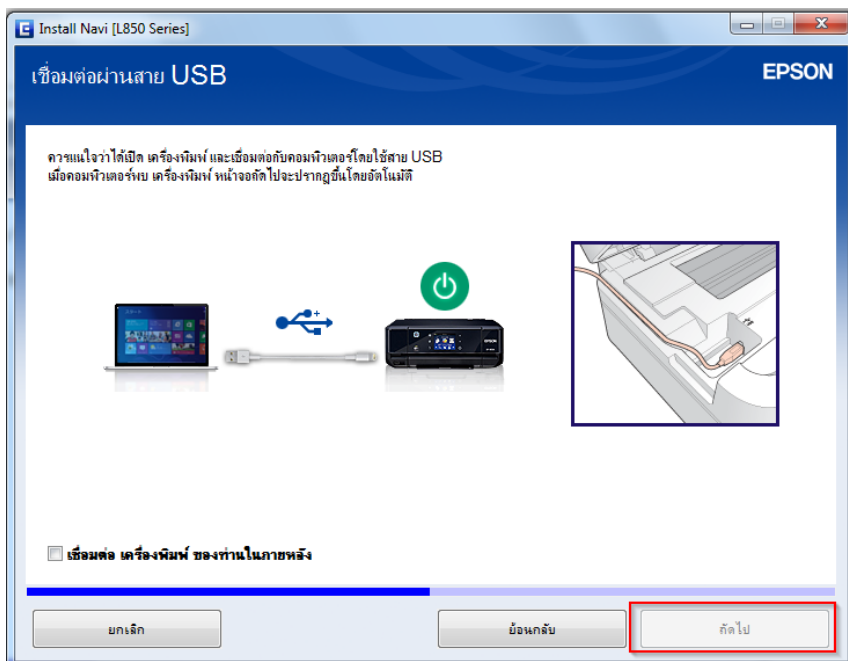 Install Navi [L850 Series]
เชื่อมต่อผ่านสาย USB
EPSON
ควรแน่ใจว่าได้เปิด เครื่องพิมพ์ และเชื่อมต่อกับคอมพิวเตอร์โดยใช้สาย USB
เมื่อคอมพิวเตอร์พบ เครื่องพิมพ์ หน้าจอถัดไปจะปรากฏขึ้นโดยอัตโนมัติ
EPSON
เชื่อมต่อ เครื่องพิมพ์ ของท่านในภายหลัง
ยกเลิก
ย้อนกลับ
ถัดไป